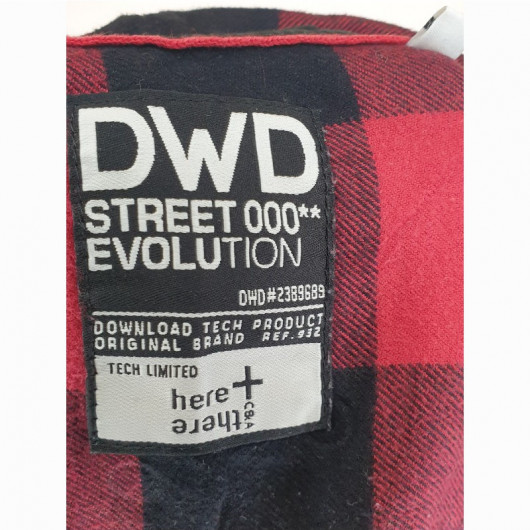 DWD
STREET 000**
EVOLUTION
DWD#2389689
DOWNLOAD TECH PRODUCT
ORIGINAL BRAND REF.932
TECH LIMITED
here +
there
C&A